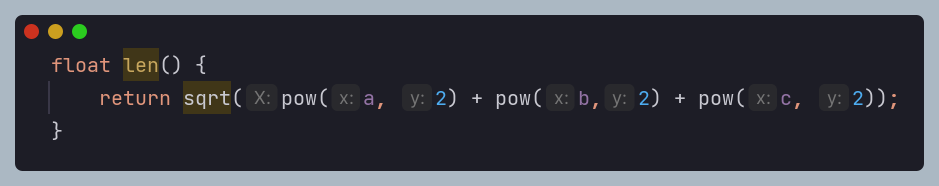 float len() {
return sqrt(X: pow(x: a, y: 2) + pow(x: b, y: 2) + pow(x: c, y: 2));
}